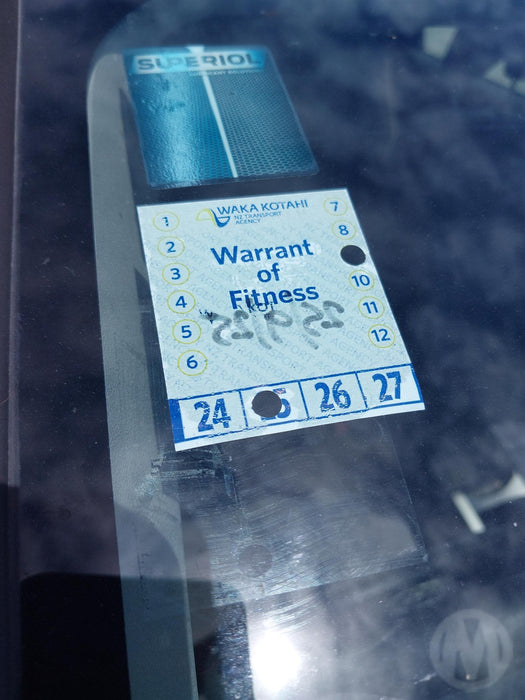 SUPERIOL
WAKA KOTAHI
NZ TRANSPORT
AGENCY
1 7
2 8
Warrant
of
Fitness
3
4 10
5 11
6 12
24 26 27
M